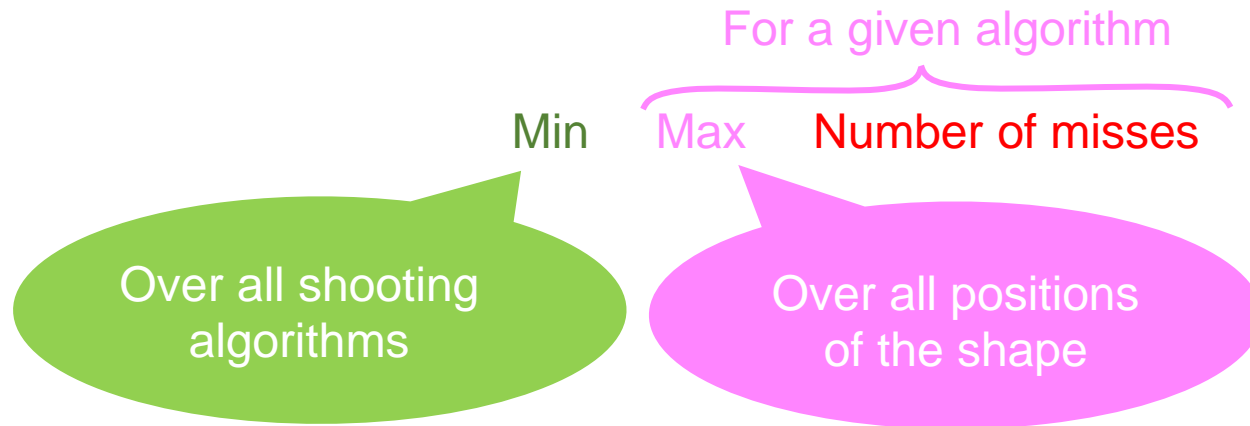 For a given algorithm
Min Max Number of misses
Over all shooting
algorithms
Over all positions
of the shape